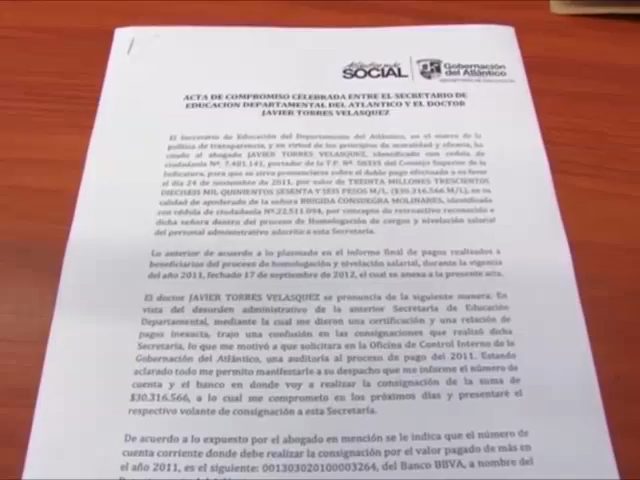 Atlántico más
SOCIAL
Gobernación
del Atlántico
ACTA DE COMPROMISO CELEBRADA ENTRE EL SECRETARIO DE
EDUCACION DEPARTAMENTAL DEL ATLANTICO Y EL DOCTOR
JAVIER TORRES VELASQUEZ
El Secretario de Educación del Departamento del Atlántico, en el marco de la
política de transparencia, y en virtud de los principios de moralidad y eficacia, ha
citado al abogado JAVIER TORRES VELASQUEZ, identificado con cédula de
ciudadanía Nº. 7.401.141, portador de la T.P. Nº. del Consejo Superior de la
Judicatura, para que se sirva pronunciarse sobre el doble pago efectuado a su favor
el día 24 de noviembre de 2011, por valor de TREINTA MILLONES TRESCIENTOS
DIECISEIS MIL QUINIENTOS SESENTA Y SEIS PESOS M/L ($30.316.566 M/L), en su
calidad de apoderado de la señora BRIGIDA CONSUEGRA MOLINARES, identificada
con cédula de ciudadanía Nº.22.511.094, por concepto de retroactivo reconocido a
dicha señora dentro del proceso de Homologación de cargos y nivelación salarial
del personal administrativo adscrito a esta Secretaría.
Lo anterior de acuerdo a lo plasmado en el informe final de pagos realizados a
beneficiarios del proceso de homologación y nivelación salarial, durante la vigencia
del año 2011, fechado 17 de septiembre de 2012, el cual se anexa a la presente acta.
El doctor JAVIER TORRES VELASQUEZ se pronuncia de la siguiente manera: En
vista del desorden administrativo de la anterior Secretaria de Educación
Departamental, mediante la cual me dieron una certificación y una relación de
pagos inexacta, trajo una confusión en las consignaciones que realizó dicha
Secretaría, lo que me motivó a que solicitara en la Oficina de Control Interno de la
Gobernación del Atlántico, una auditoría al proceso de pago del 2011. Estando
aclarado todo me permito manifestarle a su despacho que me informe el número de
cuenta y el banco en donde voy a realizar la consignación de la suma de
$30.316.566, a lo cual me comprometo en los próximos días y presentaré el
respectivo volante de consignación a esta Secretaría.
De acuerdo a lo expuesto por el abogado en mención se le indica que el número de
cuenta corriente donde debe realizar la consignación por el valor pagado de más en
el año 2011, es el siguiente: 001303020100003264, del Banco BBVA, a nombre del